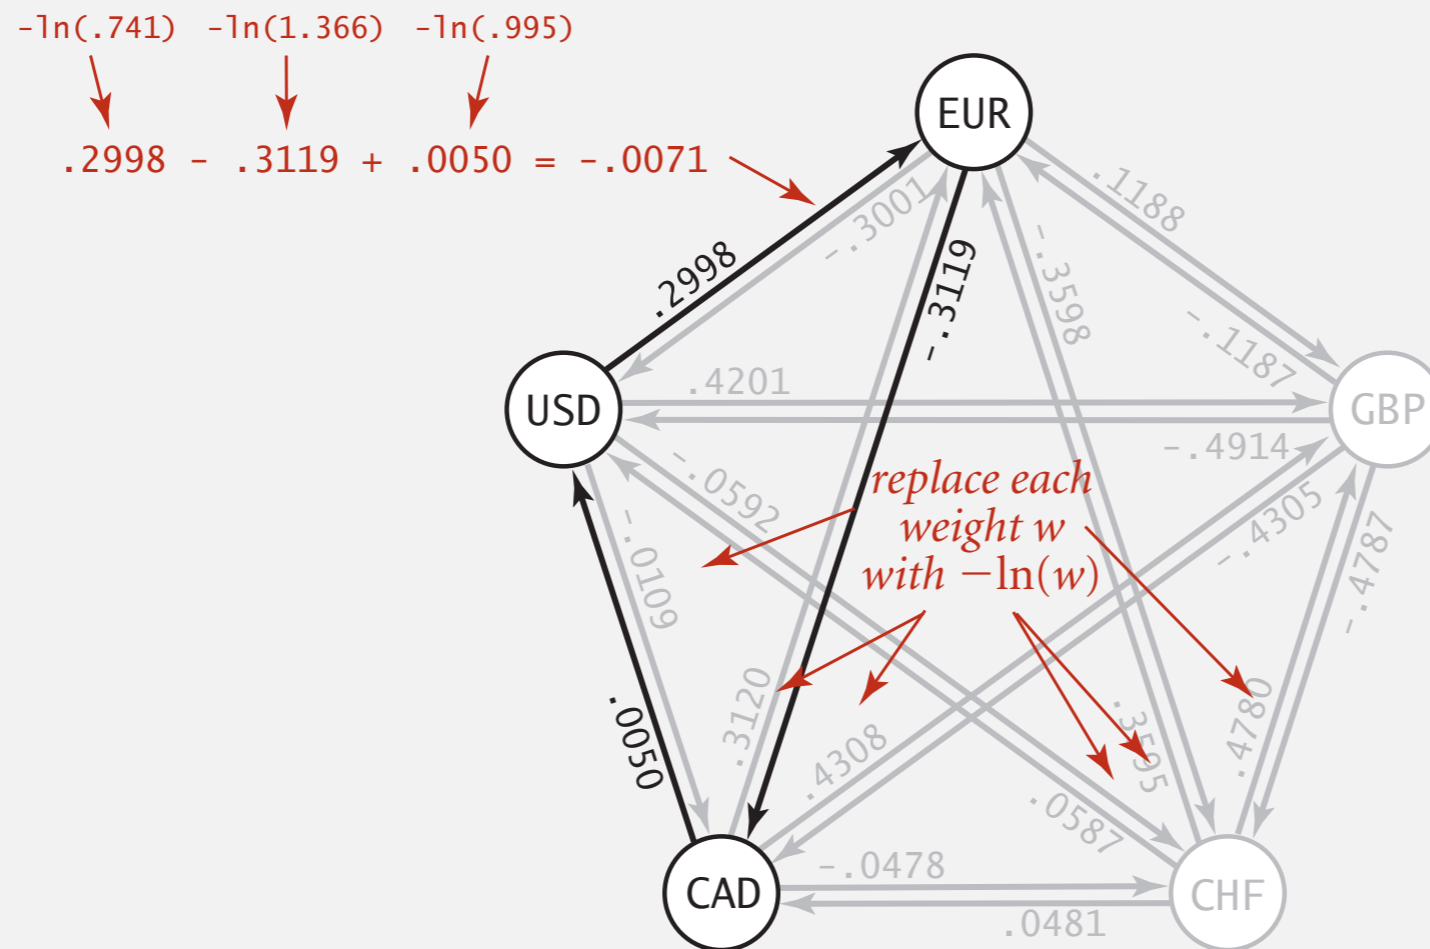 -ln(.741) -ln(1.366) -ln(.995)
.2998 - .3119 + .0050 = -.0071
EUR
.1188
-.3001
.2998
-.3119
-.3598
-.1187
.4201
USD
GBP
-.4914
replace each
weight w
with −ln(w)
-.0592
-.4305
-.4787
-.0109
.3120
.0050
.4308
.3595
.4780
.0587
-.0478
CAD
CHF
.0481